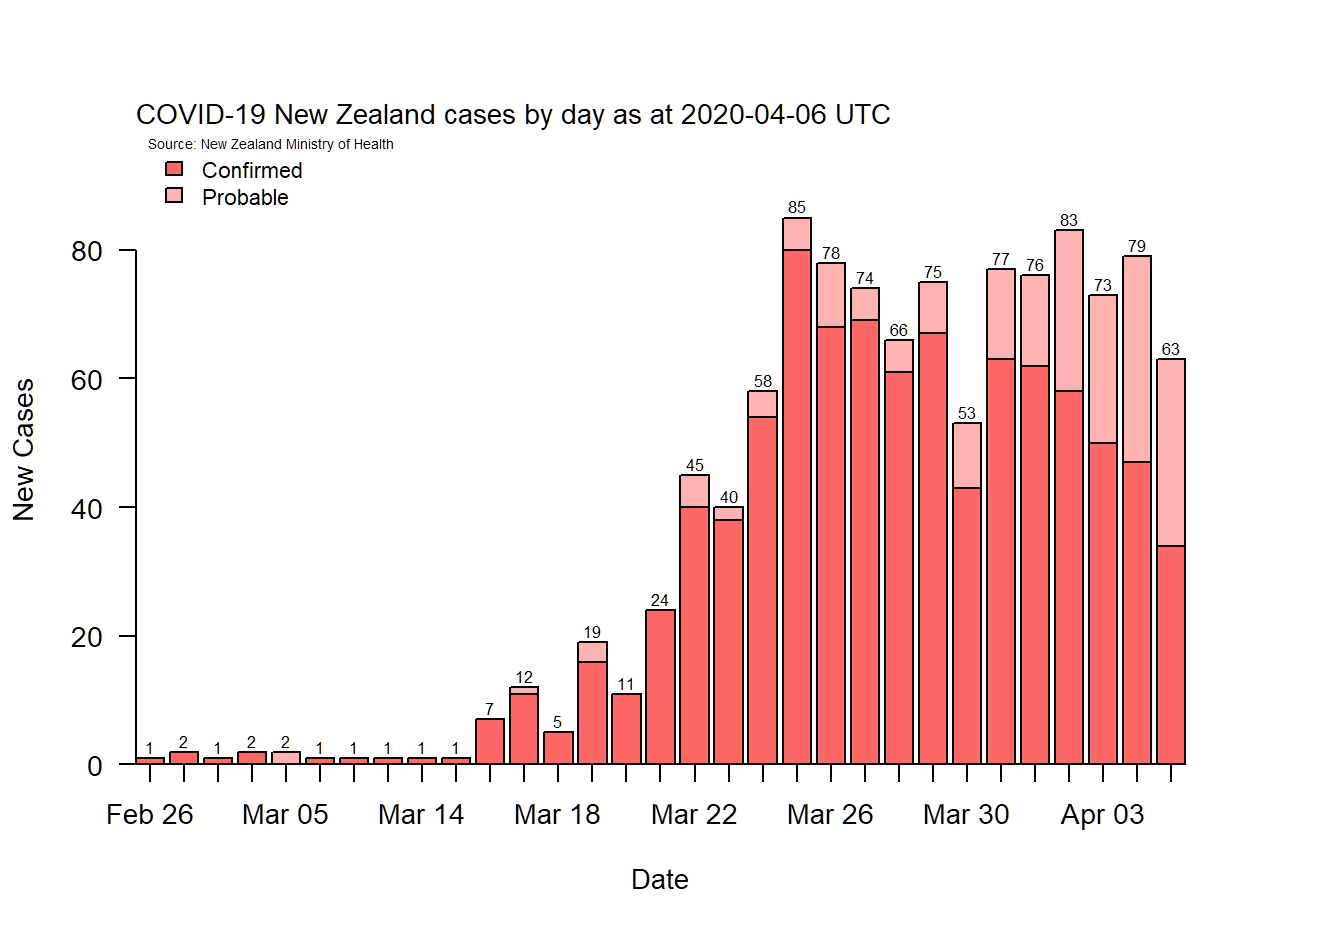 COVID-19 New Zealand cases by day as at 2020-04-06 UTC
Source: New Zealand Ministry of Health
Confirmed
Probable
New Cases
80
60
40
20
0
1 2 1 2 2 1 1 1 1 1 7 12 5 19 11 24 45 40 58 85 78 74 66 75 53 77 76 83 73 79 63
Feb 26 Mar 05 Mar 14 Mar 18 Mar 22 Mar 26 Mar 30 Apr 03
Date